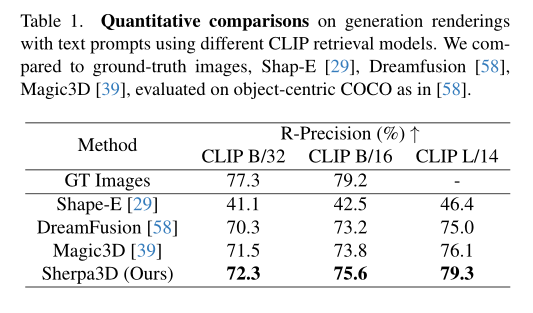 Table 1. Quantitative comparisons on generation renderings
with text prompts using different CLIP retrieval models. We com-
pared to ground-truth images, Shap-E [29], Dreamfusion [58],
Magic3D [39], evaluated on object-centric COCO as in [58].
Method R-Precision (%) ↑
CLIP B/32 CLIP B/16 CLIP L/14
GT Images 77.3 79.2 -
Shape-E [29] 41.1 42.5 46.4
DreamFusion [58] 70.3 73.2 75.0
Magic3D [39] 71.5 73.8 76.1
Sherpa3D (Ours) 72.3 75.6 79.3